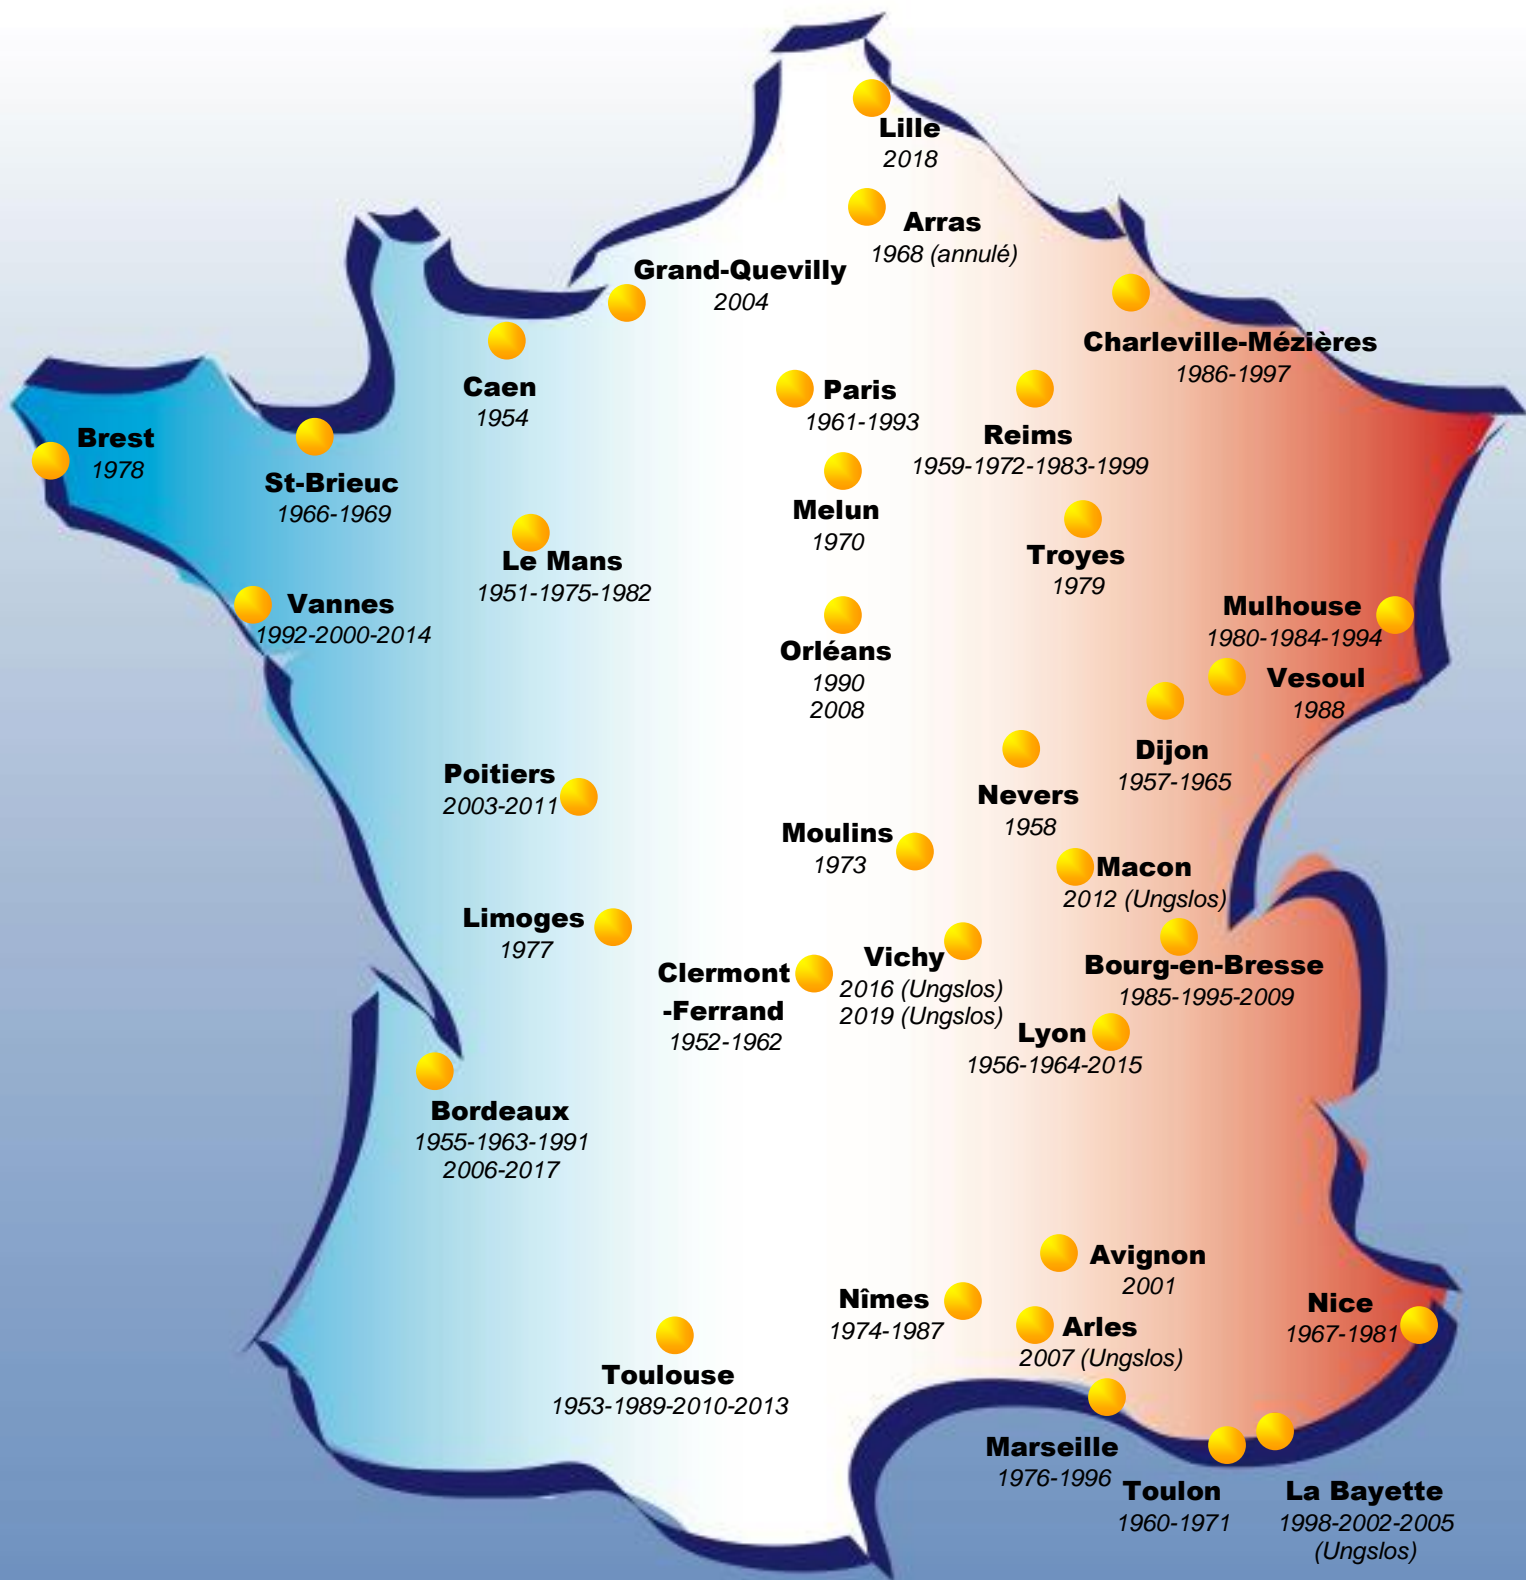 Lille
2018
Arras
1968 (annulé)
Grand-Quevilly
2004
Charleville-Mézières
1986-1997
Caen
1954
Paris
1961-1993
Reims
1959-1972-1983-1999
Brest
1978
St-Brieuc
1966-1969
Melun
1970
Le Mans
1951-1975-1982
Troyes
1979
Vannes
1992-2000-2014
Mulhouse
1980-1984-1994
Orléans
1990
2008
Vesoul
1988
Dijon
1957-1965
Poitiers
2003-2011
Nevers
1958
Moulins
1973
Macon
2012 (Ungslos)
Limoges
1977
Clermont
-Ferrand
1952-1962
Vichy
2016 (Ungslos)
2019 (Ungslos)
Bourg-en-Bresse
1985-1995-2009
Lyon
1956-1964-2015
Bordeaux
1955-1963-1991
2006-2017
Avignon
2001
Nîmes
1974-1987
Arles
2007 (Ungslos)
Nice
1967-1981
Toulouse
1953-1989-2010-2013
Marseille
1976-1996
Toulon
1960-1971
La Bayette
1998-2002-2005
(Ungslos)